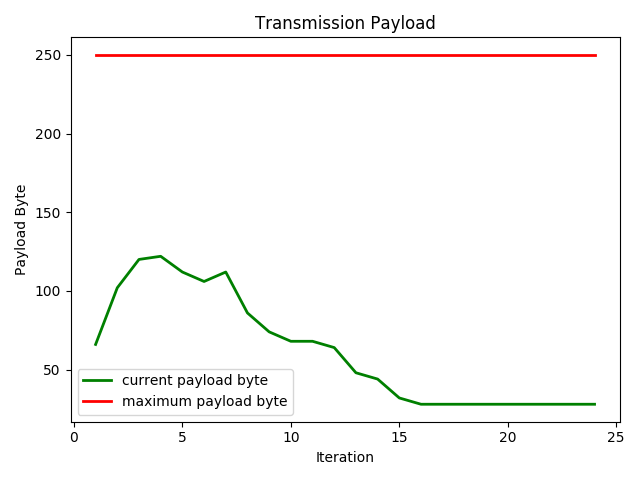 Transmission Payload
250
200
150
100
50
Payload Byte
current payload byte
maximum payload byte
0
5
10
15
20
25
Iteration